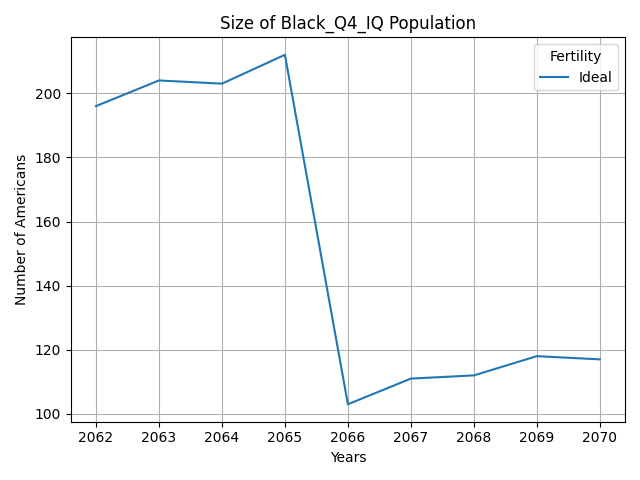 Size of Black_Q4_IQ Population
Fertility
Ideal
Number of Americans
200
180
160
140
120
100
2062 2063 2064 2065 2066 2067 2068 2069 2070
Years